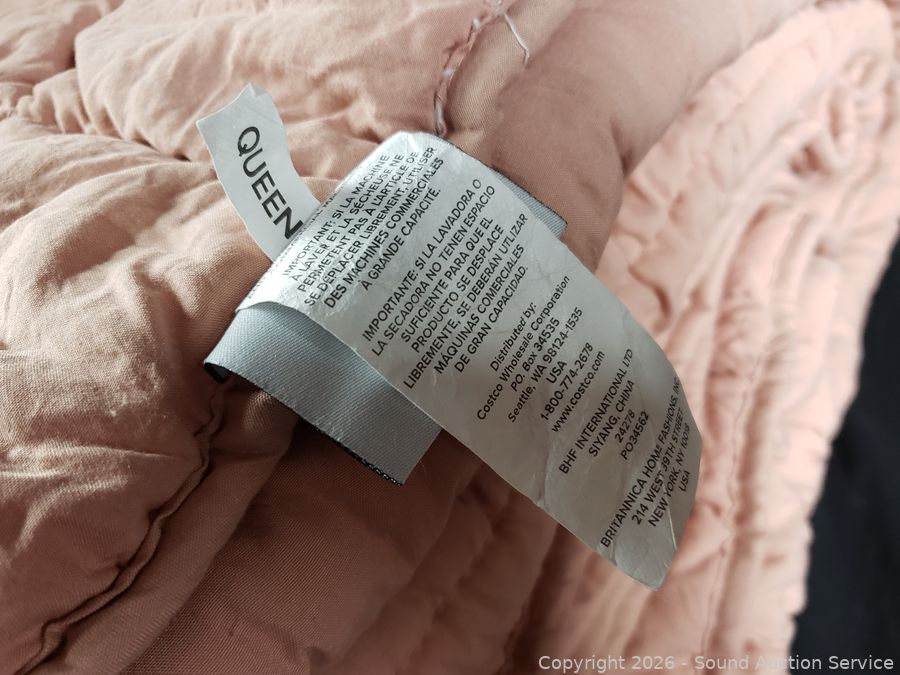 QUEEN
IMPORTANT: SI LA MACHINE
À LAVER ET LA SÉCHEUSE NE
PERMETENT PAS À L'ARTICLE DE
SE DÉPLACER LIBREMENT, UTILISER
DES MACHINES COMMERCIALES
À GRANDE CAPACITÉ.
IMPORTANTE: SI LA LAVADORA O
LA SECADORA NO TIENEN ESPACIO
SUFICIENTE PARA QUE EL
PRODUCTO SE DESPLACE
LIBREMENTE, SE DEBERÁN UTILIZAR
MÁQUINAS COMERCIALES
DE GRAN CAPACIDAD.
Distributed by:
Costco Wholesale Corporation
P.O. Box 34535
Seattle, WA 98124-1535
USA
1-800-774-2678
www.costco.com
BHF INTERNATIONAL LTD
SIYANG, CHINA
24278
PO34562
BRITANNICA HOME FASHIONS, INC
214 WEST 39TH STREET
NEW YORK, NY 10018
USA
Copyright 2026 - Sound Auction Service